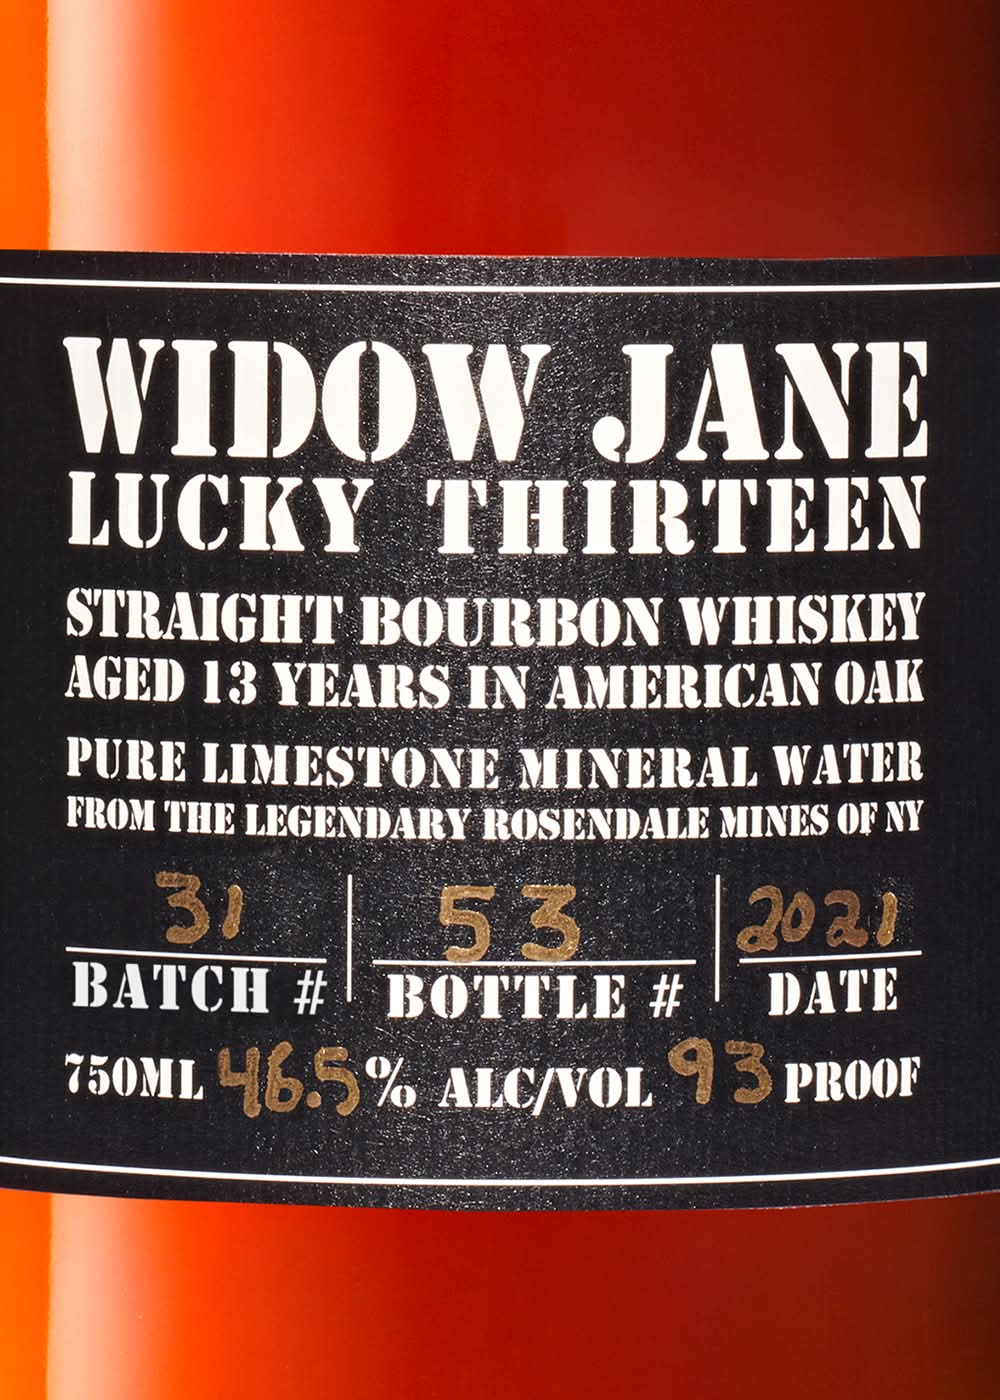 WIDOW JANE
LUCKY THIRTEEN
STRAIGHT BOURBON WHISKEY
AGED 13 YEARS IN AMERICAN OAK
PURE LIMESTONE MINERAL WATER
FROM THE LEGENDARY ROSENDALE MINES OF NY
31 53 2021
BATCH # BOTTLE # DATE
750ML 46.5% ALC/VOL 93 PROOF